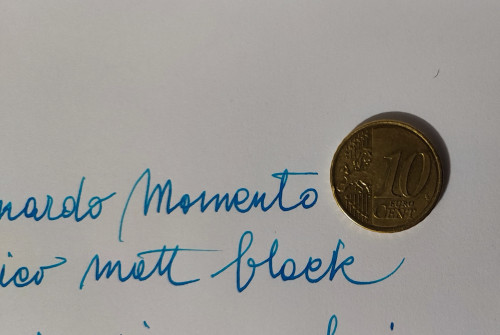 nardo Momento
ico matt black
10
EURO
CENT